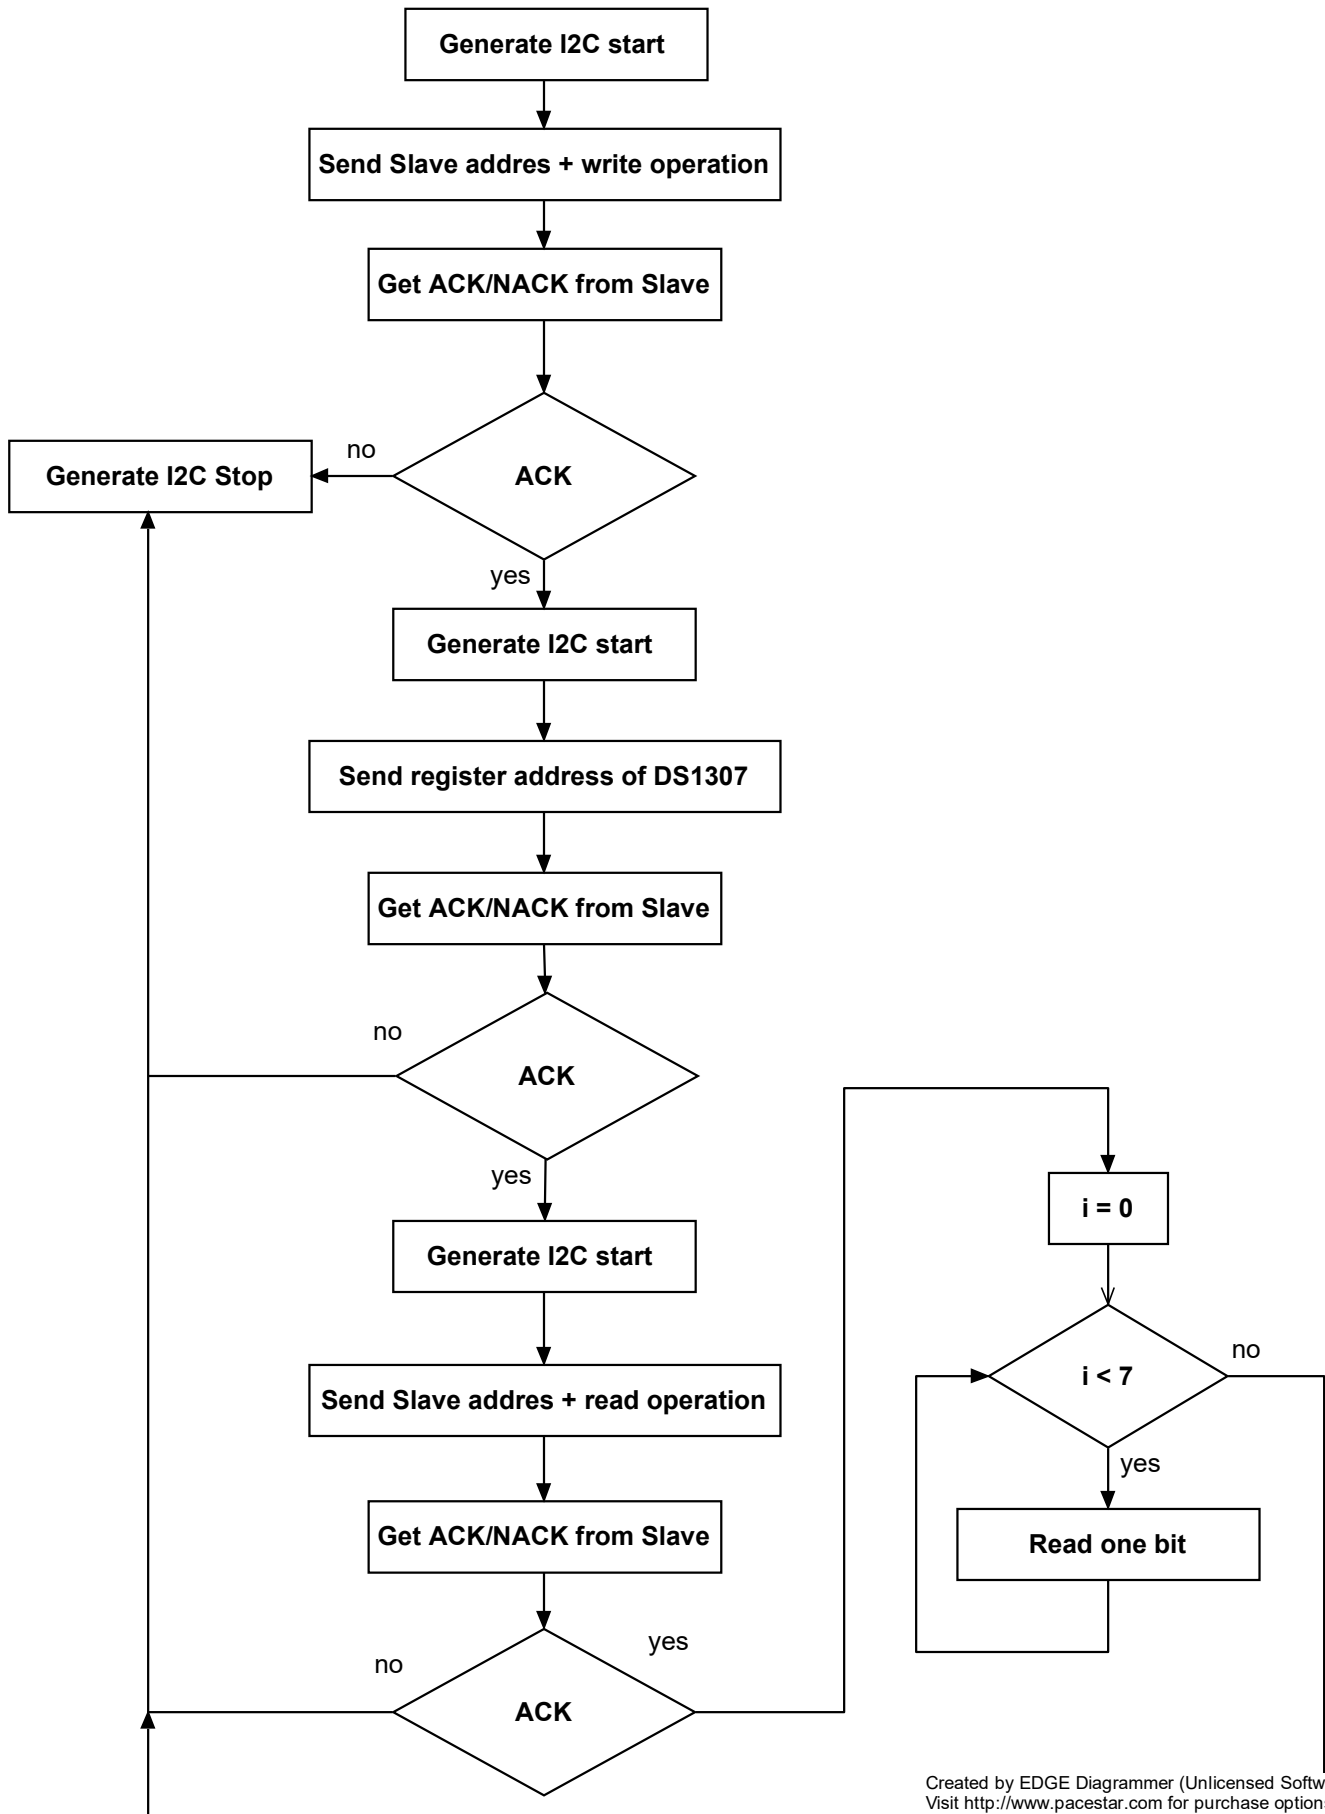 Generate I2C start
Send Slave addres + write operation
Get ACK/NACK from Slave
no
ACK
Generate I2C Stop
yes
Generate I2C start
Send register address of DS1307
Get ACK/NACK from Slave
no
ACK
yes
Generate I2C start
Send Slave addres + read operation
Get ACK/NACK from Slave
no
ACK
yes
i = 0
i < 7
no
yes
Read one bit
Created by EDGE Diagrammer (Unlicensed Softw
Visit http://www.pacestar.com for purchase option